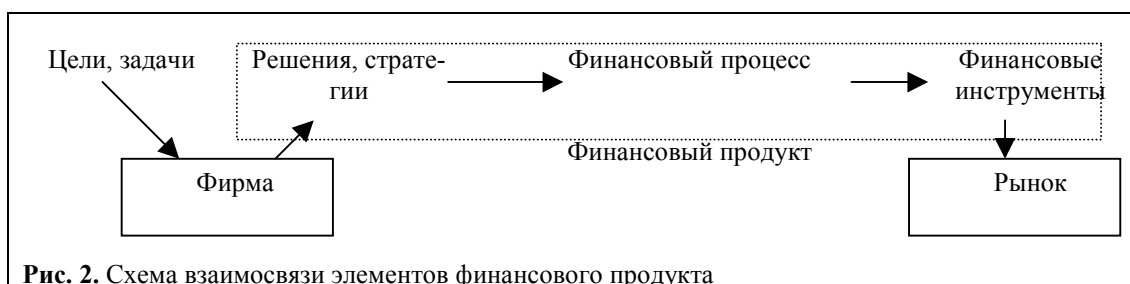 Цели, задачи
Решения, страте-
гии
Финансовый процесс
Финансовые
инструменты
Финансовый продукт
Фирма
Рынок
Рис. 2. Схема взаимосвязи элементов финансового продукта